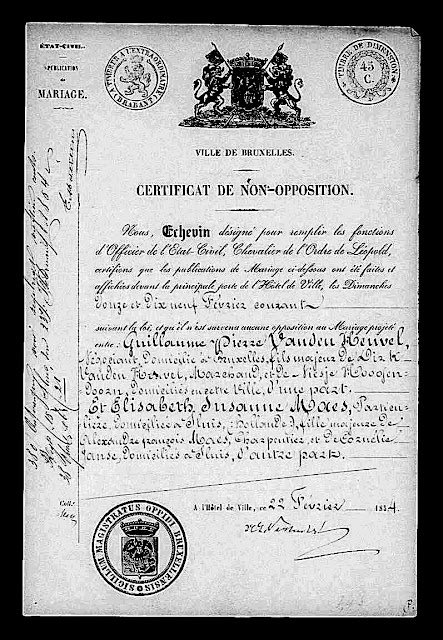 ÉTAT-CIVIL.
PUBLICATION
de
MARIAGE.
TIMBRÉ A L'EXTRAORDINAIRE
(BRABANT)
TIMBRE DE DIMENSION
45
C.
VILLE DE BRUXELLES.
CERTIFICAT DE NON-OPPOSITION.
Nous, Echevin désigné pour remplir les fonctions
d'Officier de l'État-Civil, Chevalier de l'Ordre de Léopold,
certifions que les publications de Mariage ci-dessous ont été faites et
affichées devant la principale porte de l'Hôtel de Ville, les Dimanches
Douze et Dix neuf Février courant
suivant la loi, et qu'il n'est survenu aucune opposition au Mariage projeté
entre: Guillaume Pierre Vanden Heuvel,
Négociant, Domicilié à Bruxelles, fils majeur de Dirk
Vanden Heuvel, Marchand, et De Niesje Hoogen-
Doorn, Domiciliés en cette Ville, d'une part.
Et Elisabeth Susanne Maes, Particu-
lière, Domiciliée à Sluis, (Hollande), fille majeure De
Alexandre François Maes, Charpentier, et De Cornélie
Janse, Domiciliés à Sluis, d'autre part.
A l'Hôtel de Ville, ce 22 Février 1854.
Coll.
SIGILLUM MAGISTRATUS OPPIDI BRUXELLENSIS